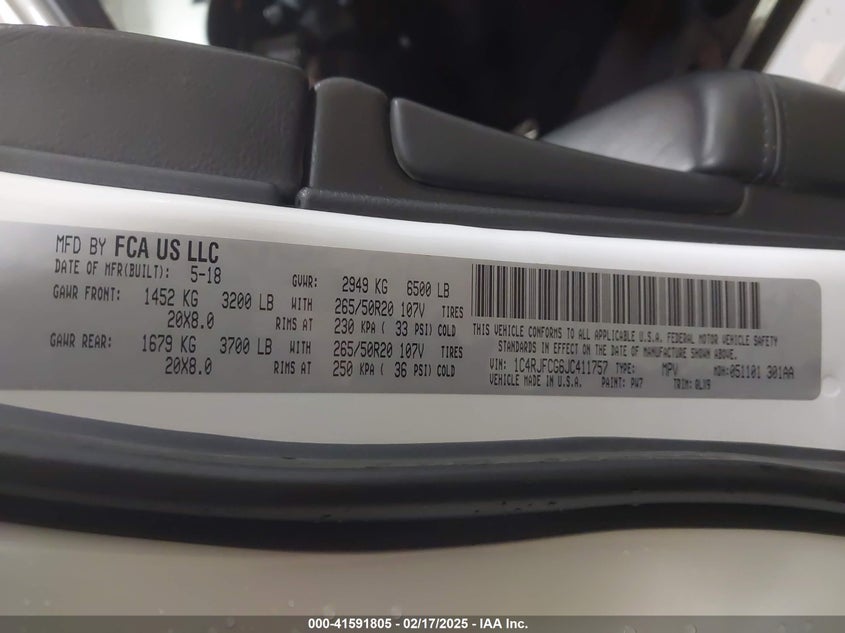 MFD BY FCA US LLC
DATE OF MFR(BUILT): 5-18 GVWR: 2949 KG 6500 LB
GAWR FRONT: 1452 KG 3200 LB WITH 265/50R20 107V TIRES
20X8.0 RIMS AT 230 KPA ( 33 PSI) COLD
GAWR REAR: 1679 KG 3700 LB WITH 265/50R20 107V TIRES
20X8.0 RIMS AT 250 KPA ( 36 PSI) COLD
THIS VEHICLE CONFORMS TO ALL APPLICABLE U.S.A. FEDERAL MOTOR VEHICLE SAFETY
STANDARDS IN EFFECT ON THE DATE OF MANUFACTURE SHOWN ABOVE.
VIN: 1C4RJFCG6JC411757 TYPE: MPV MDH:051101 301AA
VEHICLE MADE IN U.S.A. PAINT: PW7 TRIM:
000-41591805 - 02/17/2025 - IAA Inc.